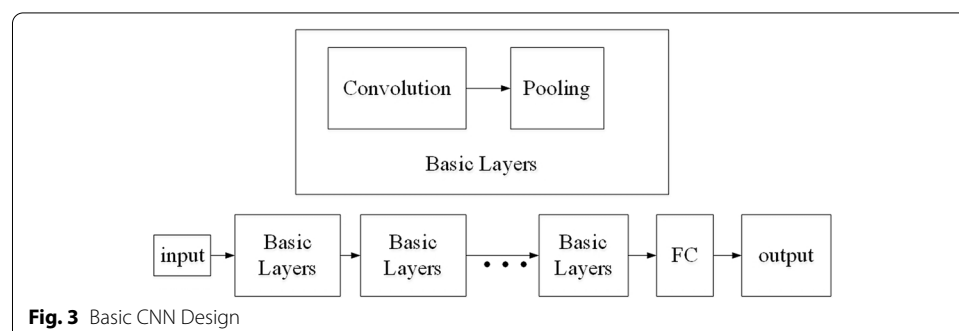 Convolution Pooling
Basic Layers
input Basic Layers Basic Layers • • • Basic Layers FC output
Fig. 3 Basic CNN Design